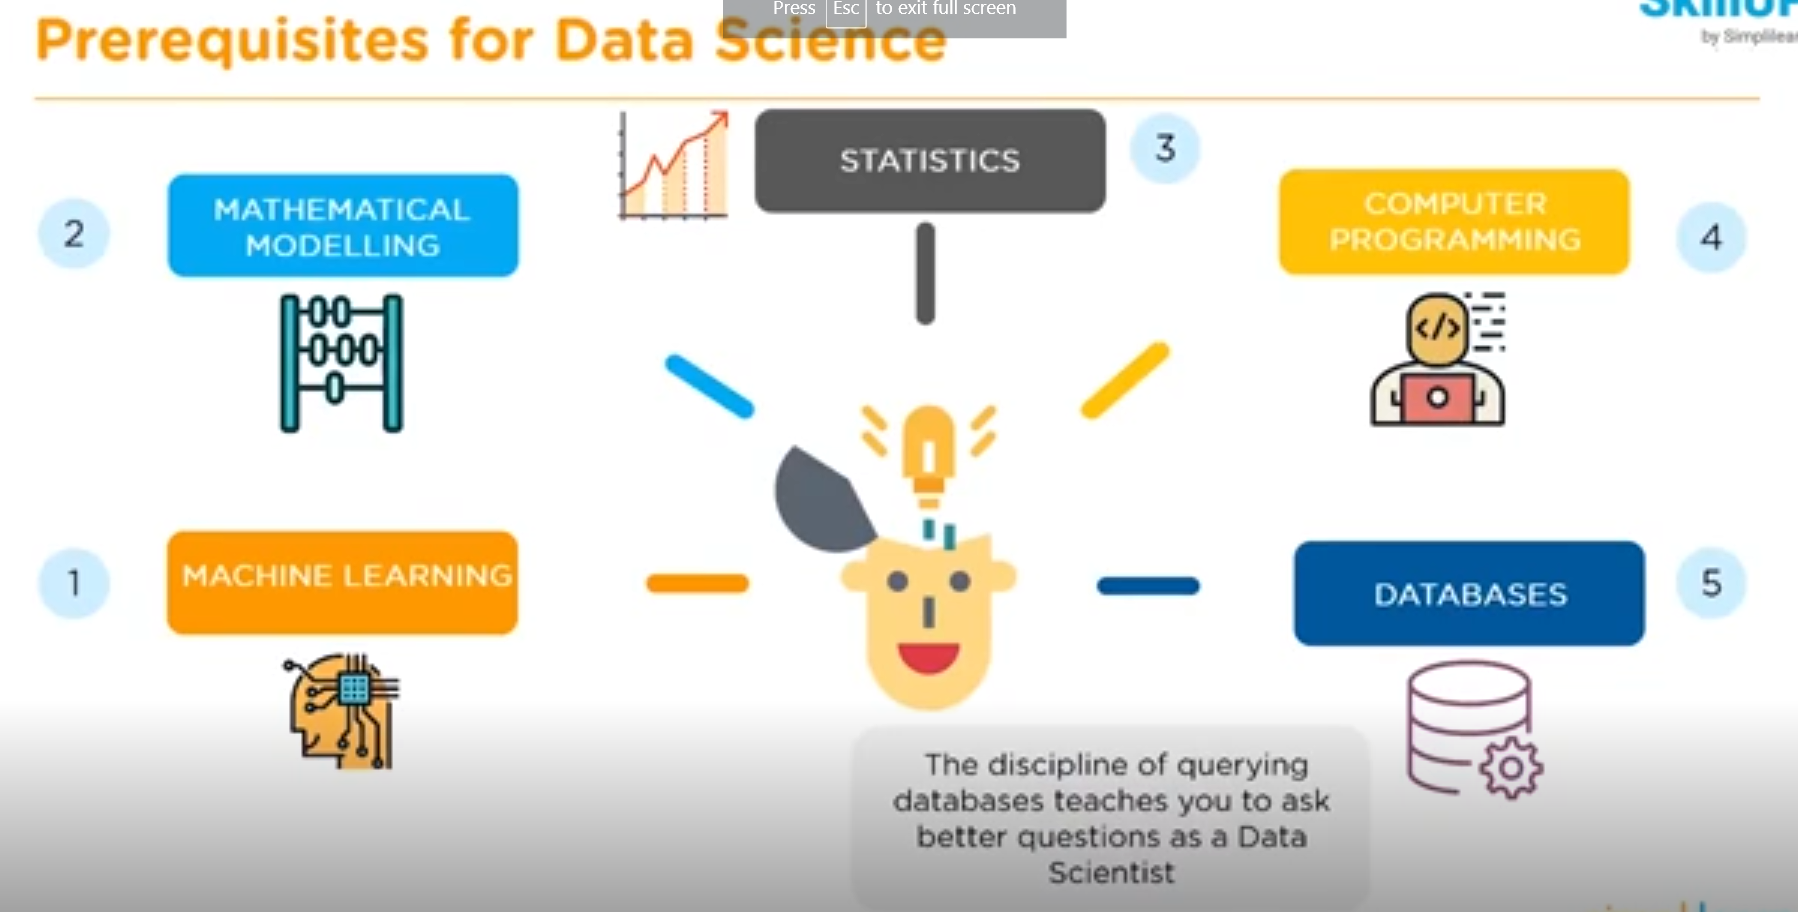 Press Esc to exit full screen
Prerequisites for Data Science
by Simplilear
3
STATISTICS
2
MATHEMATICAL
MODELLING
COMPUTER
PROGRAMMING
4
</>
1
MACHINE LEARNING
DATABASES
5
The discipline of querying
databases teaches you to ask
better questions as a Data
Scientist